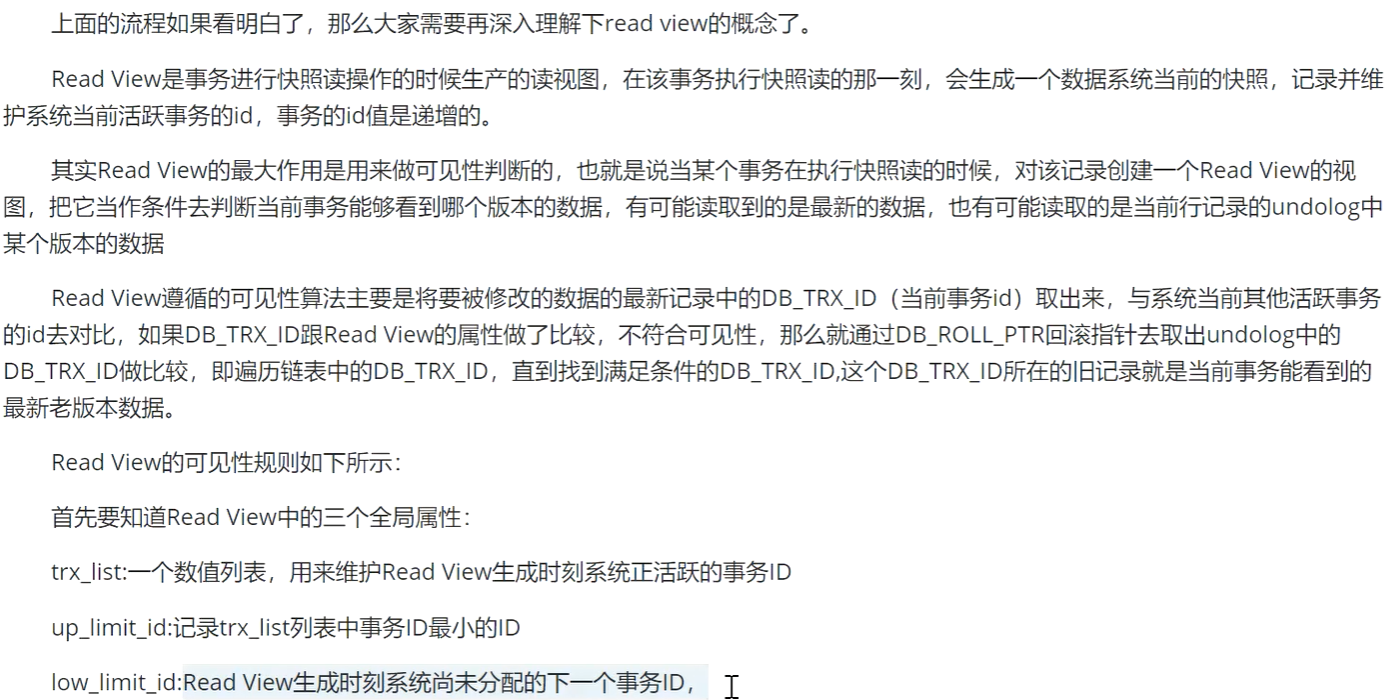 上面的流程如果看明白了，那么大家需要再深入理解下read view的概念了。
Read View是事务进行快照读操作的时候生产的读视图，在该事务执行快照读的那一刻，会生成一个数据系统当前的快照，记录并维
护系统当前活跃事务的id，事务的id值是递增的。
其实Read View的最大作用是用来做可见性判断的，也就是说当某个事务在执行快照读的时候，对该记录创建一个Read View的视
图，把它当作条件去判断当前事务能够看到哪个版本的数据，有可能读取到的是最新的数据，也有可能读取的是当前行记录的undolog中
某个版本的数据
Read View遵循的可见性算法主要是将要被修改的数据的最新记录中的DB_TRX_ID（当前事务id）取出来，与系统当前其他活跃事务
的id去对比，如果DB_TRX_ID跟Read View的属性做了比较，不符合可见性，那么就通过DB_ROLL_PTR回滚指针去取出undolog中的
DB_TRX_ID做比较，即遍历链表中的DB_TRX_ID，直到找到满足条件的DB_TRX_ID,这个DB_TRX_ID所在的旧记录就是当前事务能看到的
最新老版本数据。
Read View的可见性规则如下所示：
首先要知道Read View中的三个全局属性：
trx_list:一个数值列表，用来维护Read View生成时刻系统正活跃的事务ID
up_limit_id:记录trx_list列表中事务ID最小的ID
low_limit_id:Read View生成时刻系统尚未分配的下一个事务ID，